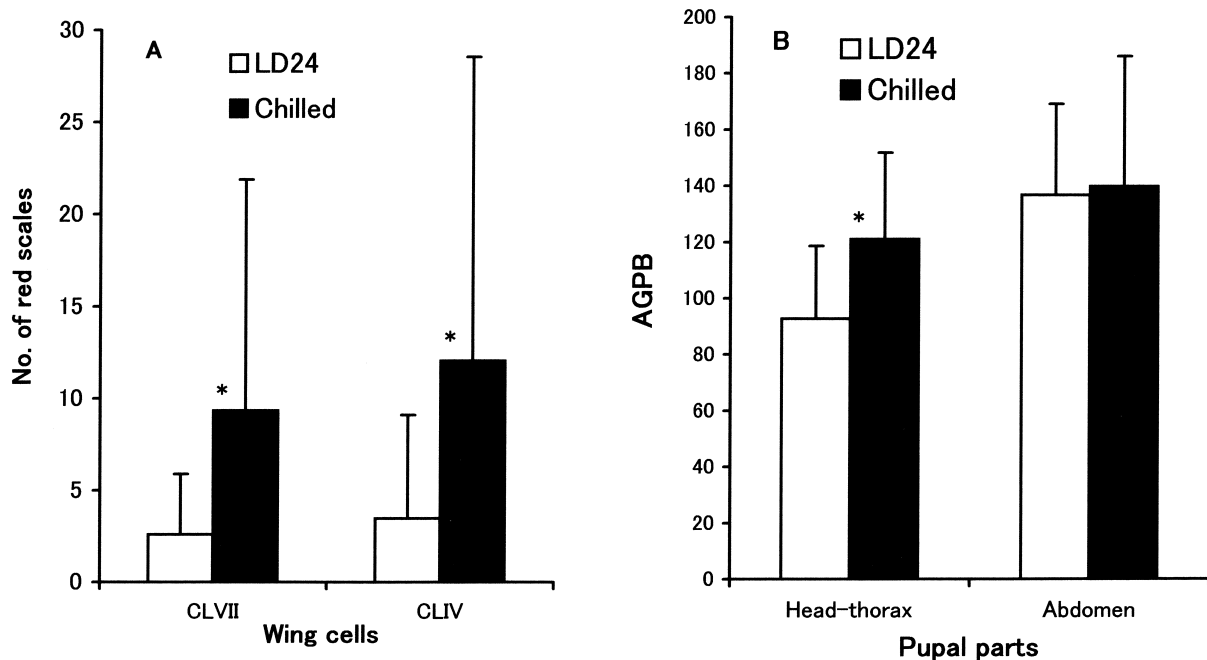 A
LD24
Chilled
No. of red scales
30
25
20
15
10
5
0
*
*
CLVII
CLIV
Wing cells
B
LD24
Chilled
AGPB
200
180
160
140
120
100
80
60
40
20
0
*
Head-thorax
Abdomen
Pupal parts